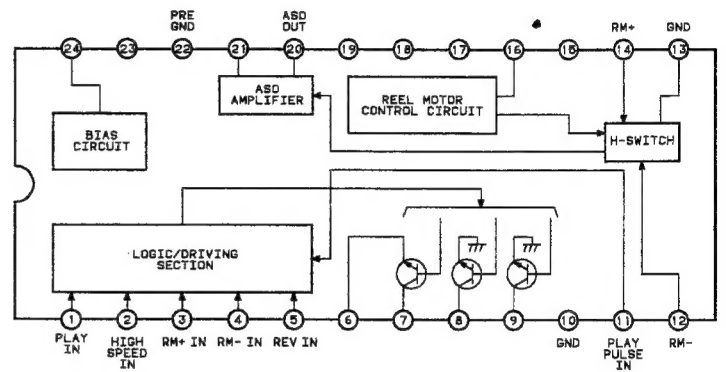 PRE
GND
ASO
OUT
RM+
GND
24
23
22
21
20
19
18
17
16
15
14
13
ASO
AMPLIFIER
REEL MOTOR
CONTROL CIRCUIT
BIAS
CIRCUIT
H-SWITCH
LOGIC/DRIVING
SECTION
1
2
3
4
5
6
7
8
9
10
11
12
PLAY
IN
HIGH
SPEED
IN
RM+ IN
RM- IN
REV IN
GND
PLAY
PULSE
IN
RM-